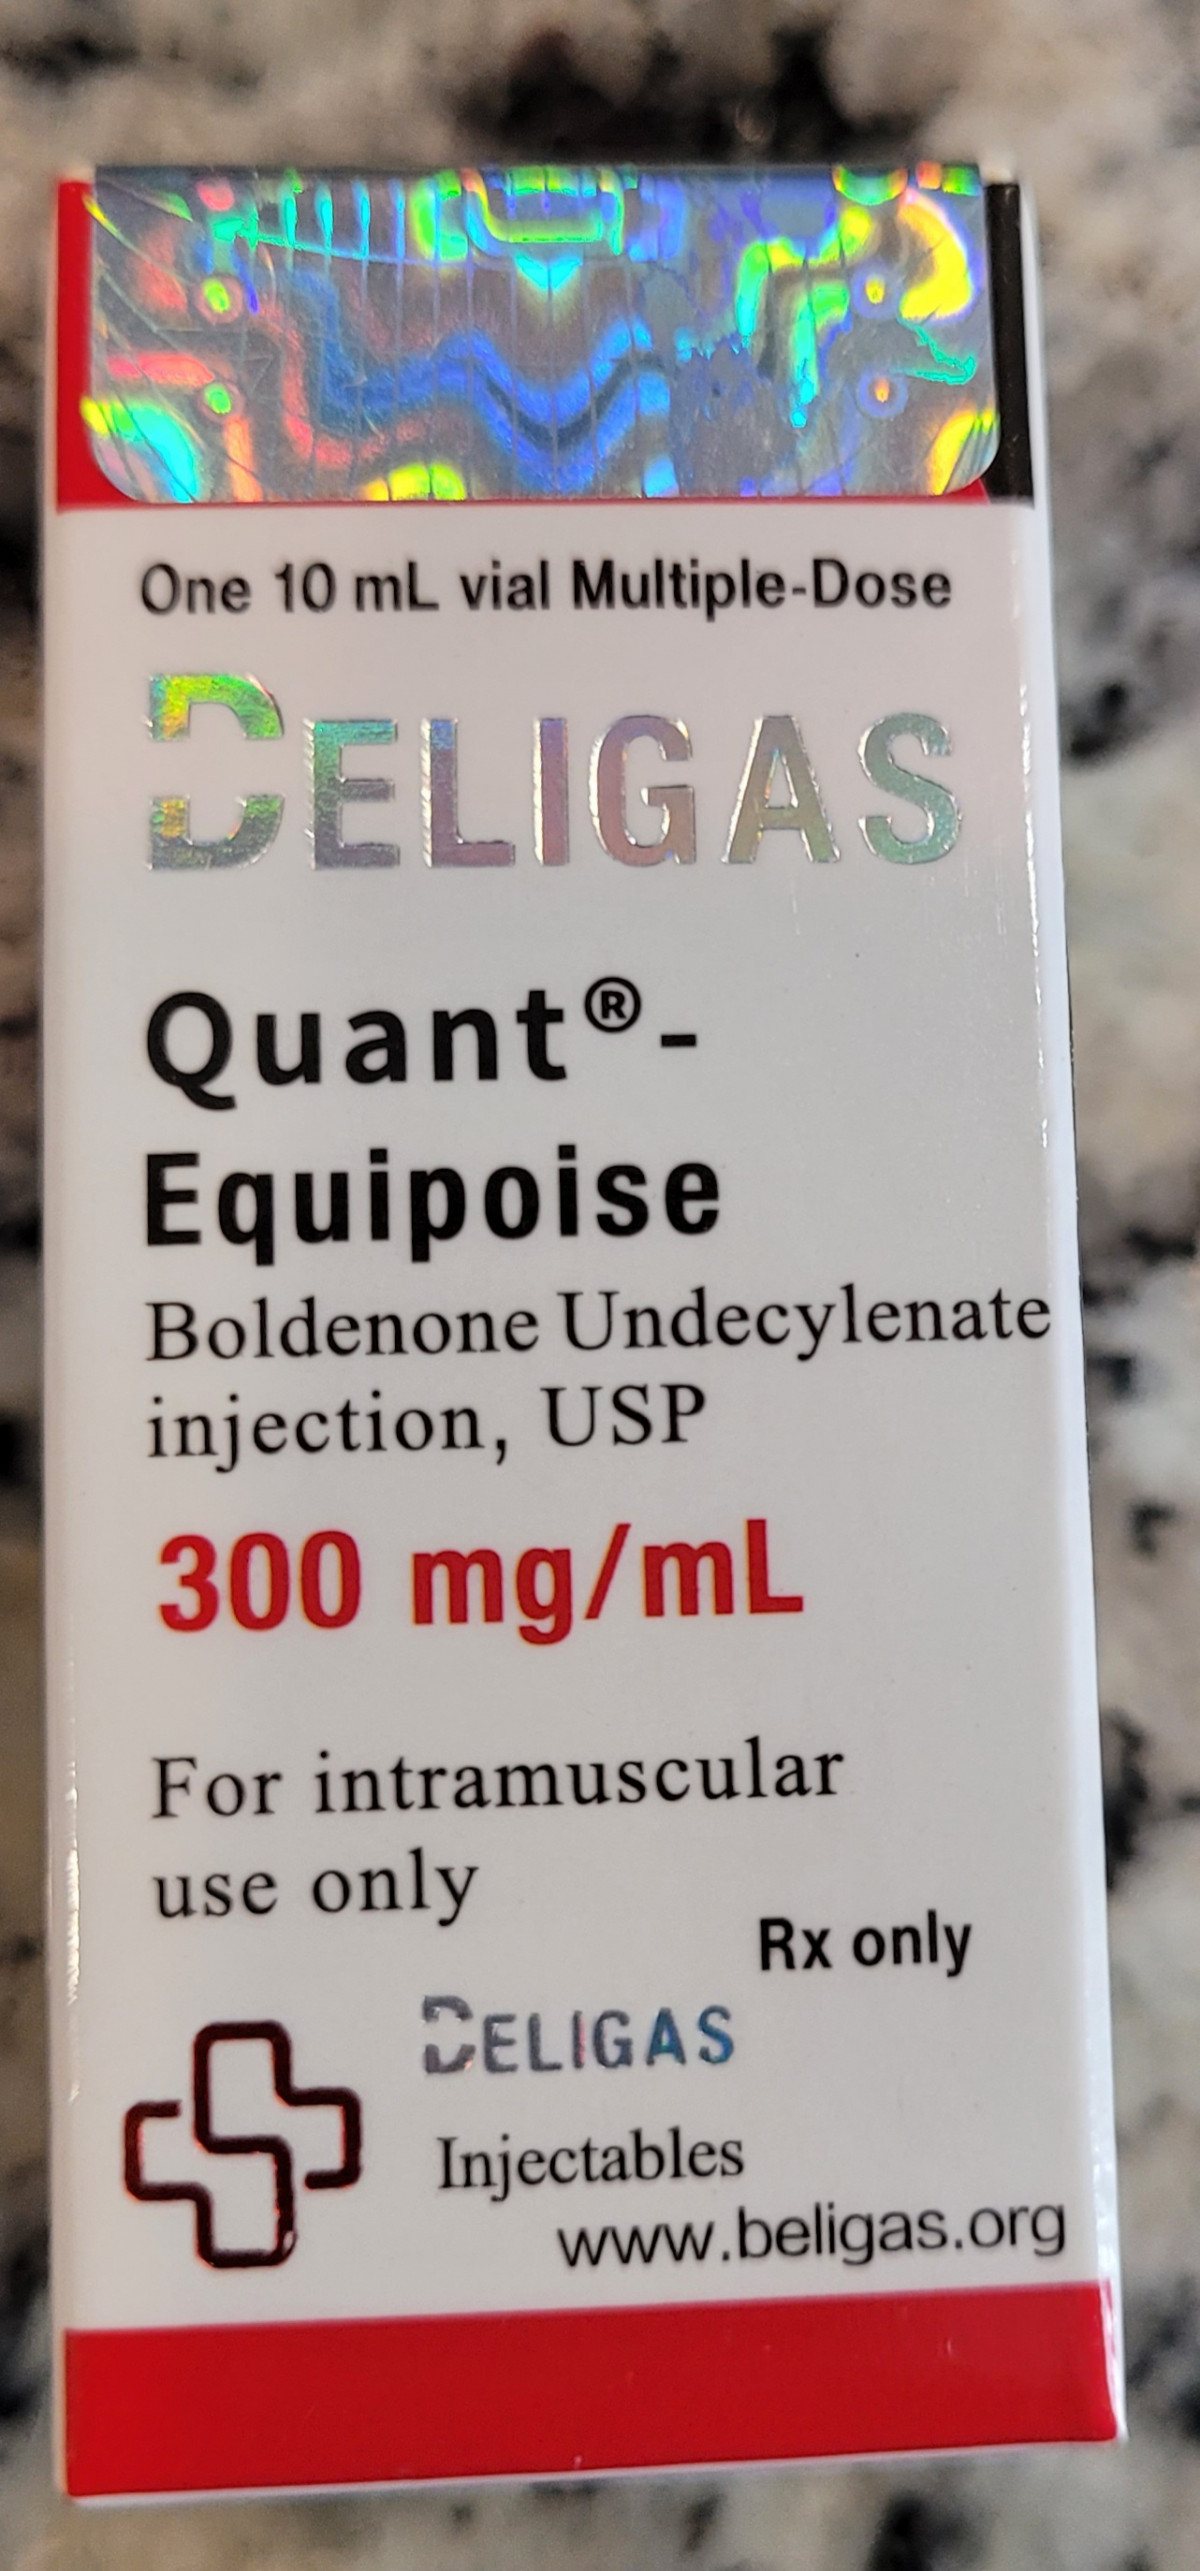 One 10 mL vial Multiple-Dose
BELIGAS
Quant®-
Equipoise
Boldenone Undecylenate
injection, USP
300 mg/mL
For intramuscular
use only
Rx only
BELIGAS
Injectables
www.beligas.org